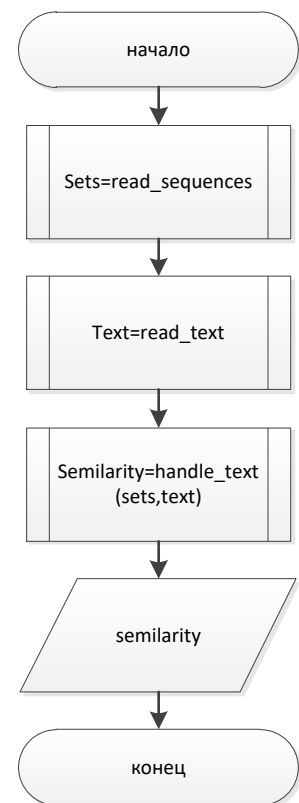 начало
Sets=read_sequences
Text=read_text
Semilarity=handle_text
(sets,text)
semilarity
конец